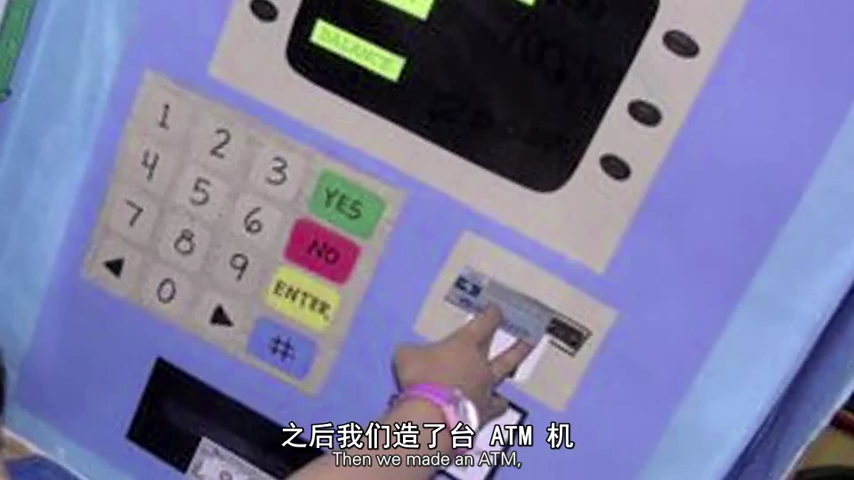 BALANCE
1 2 3 YES
4 5 6 NO
7 8 9 ENTER
0 #
之后我们造了台 ATM 机
Then we made an ATM,